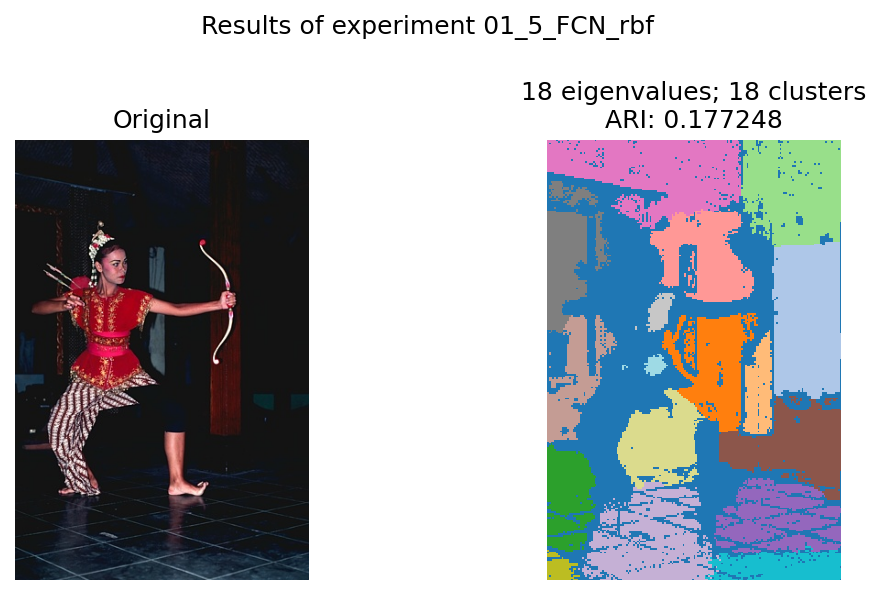 Results of experiment 01_5_FCN_rbf
Original
18 eigenvalues; 18 clusters
ARI: 0.177248